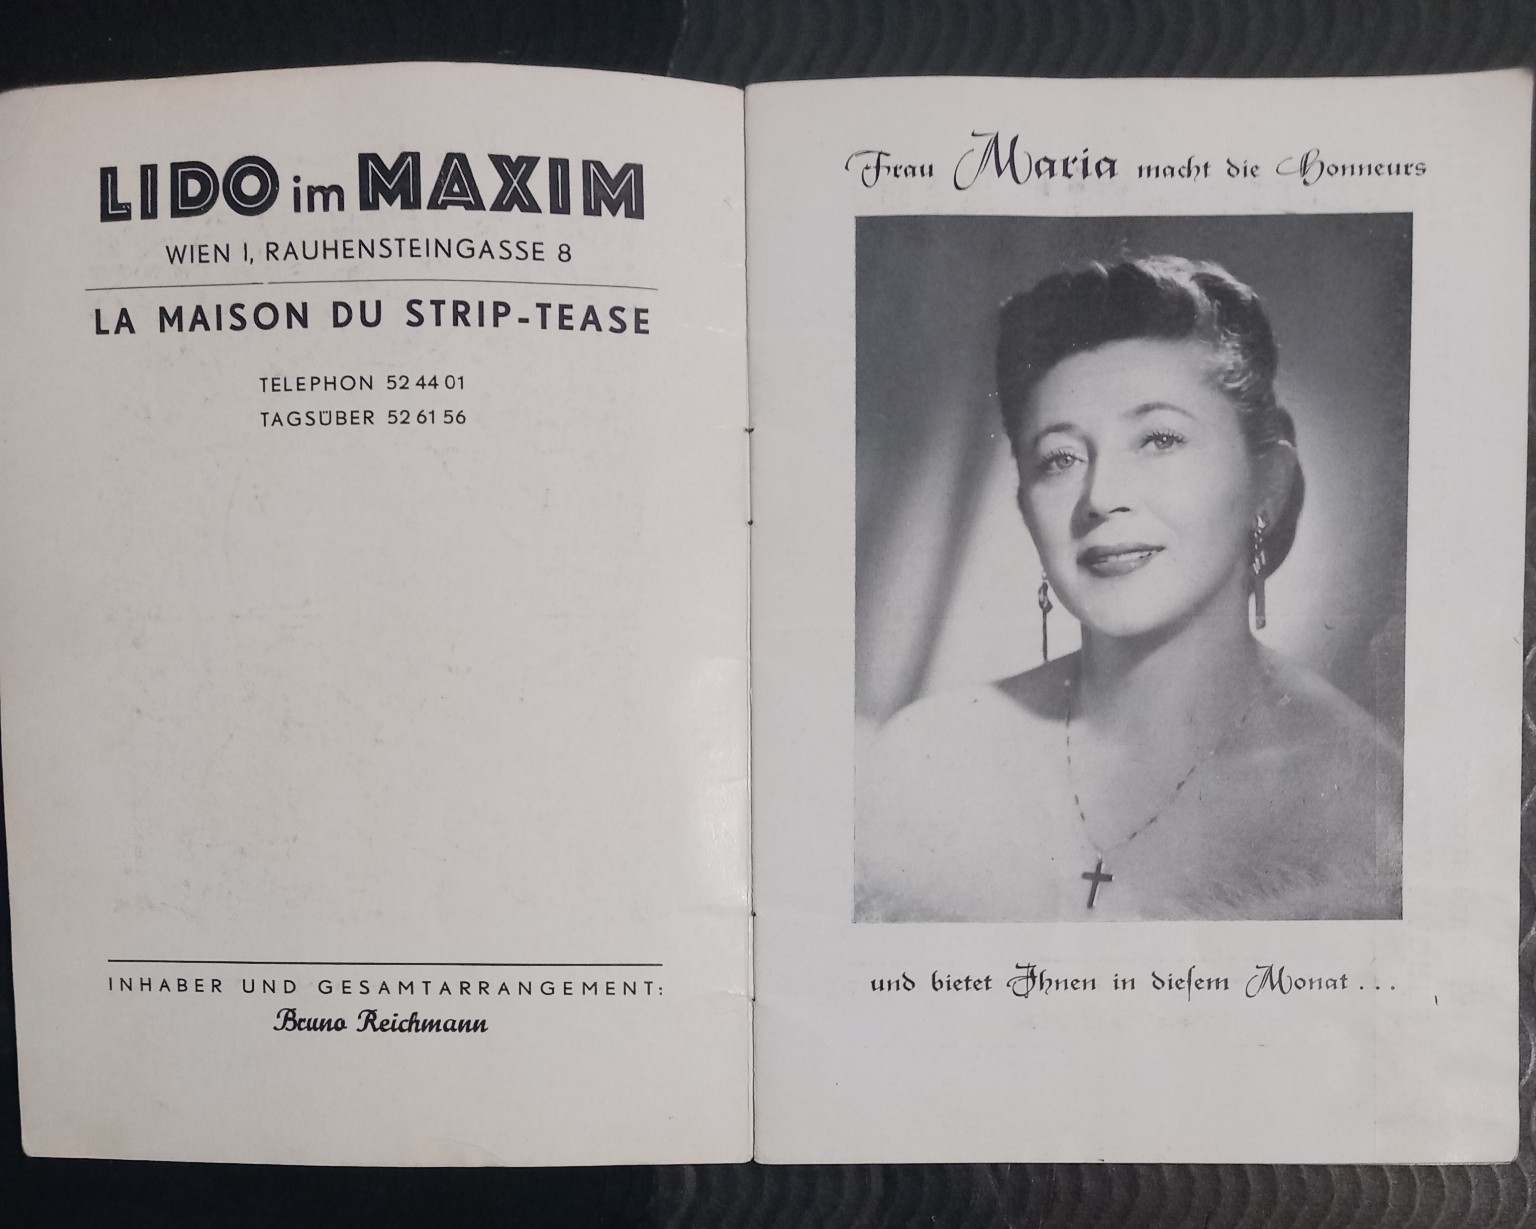 LIDO im MAXIM
WIEN I, RAUHENSTEINGASSE 8
LA MAISON DU STRIP-TEASE
TELEPHON 52 44 01
TAGSÜBER 52 61 56
INHABER UND GESAMTARRANGEMENT:
Bruno Reichmann
Frau Maria macht die Honneurs
und bietet Ihnen in dieſem Monat . . .